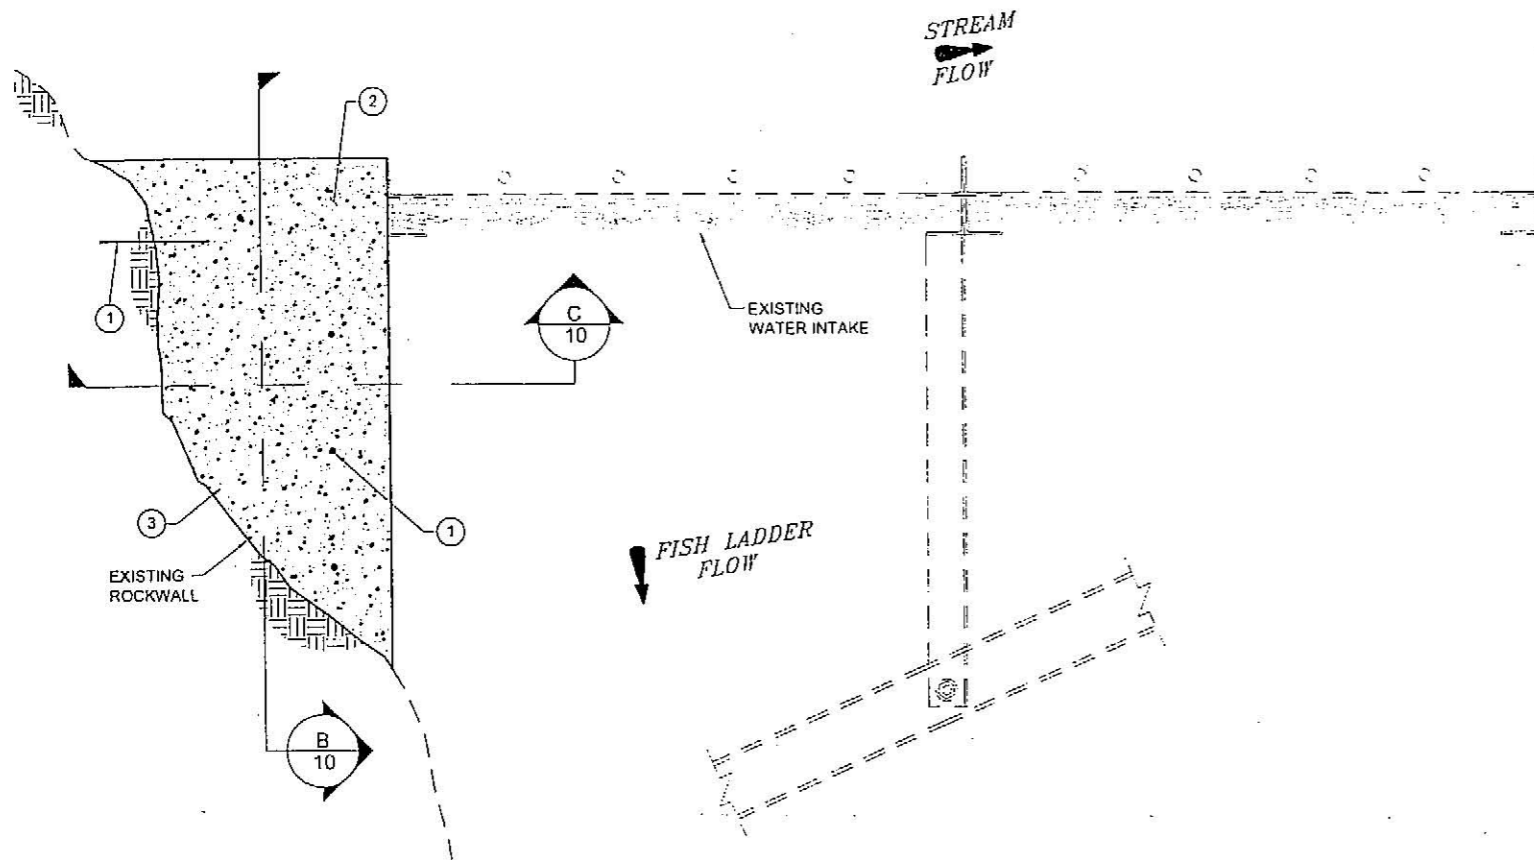 STREAM
FLOW
2
1
C
10
EXISTING
WATER INTAKE
3
1
FISH LADDER
FLOW
EXISTING
ROCKWALL
B
10